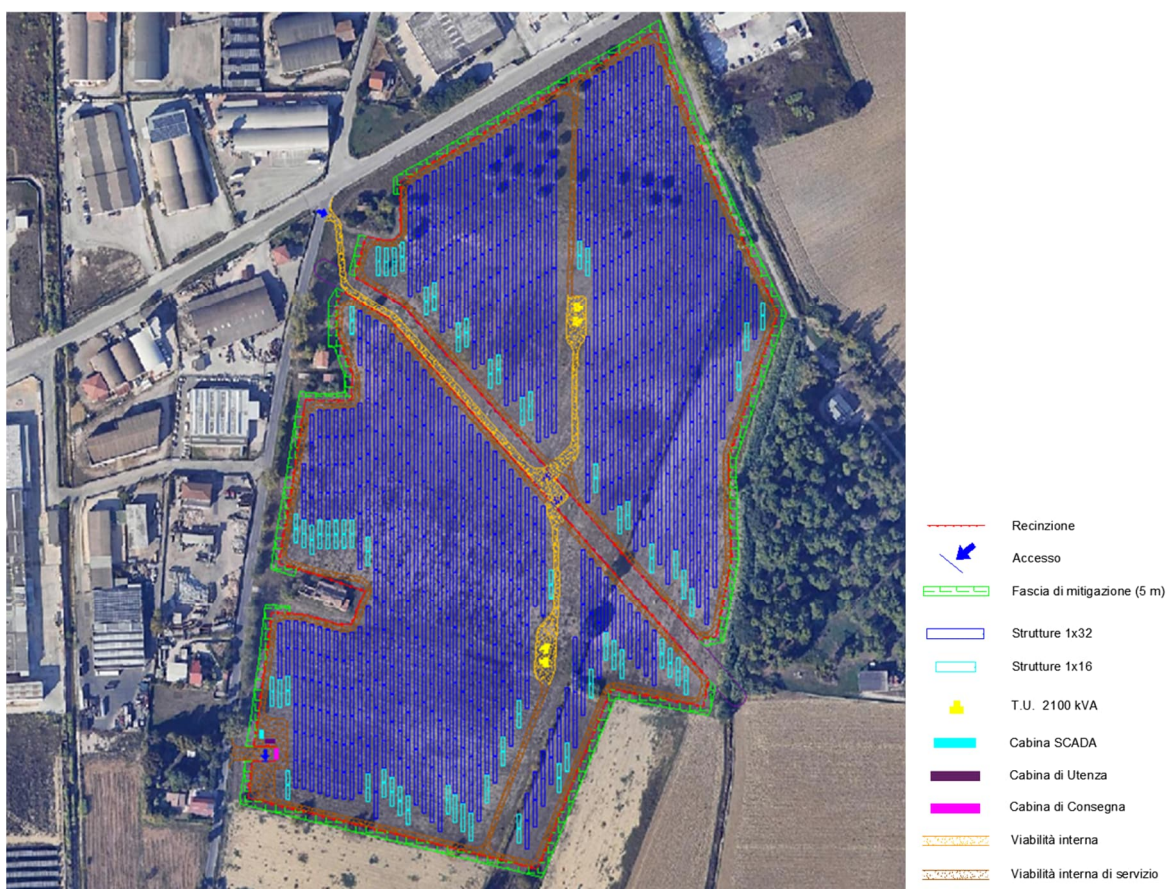 Recinzione
Accesso
Fascia di mitigazione (5 m)
Strutture 1x32
Strutture 1x16
T.U. 2100 kVA
Cabina SCADA
Cabina di Utenza
Cabina di Consegna
Viabilità interna
Viabilità interna di servizio